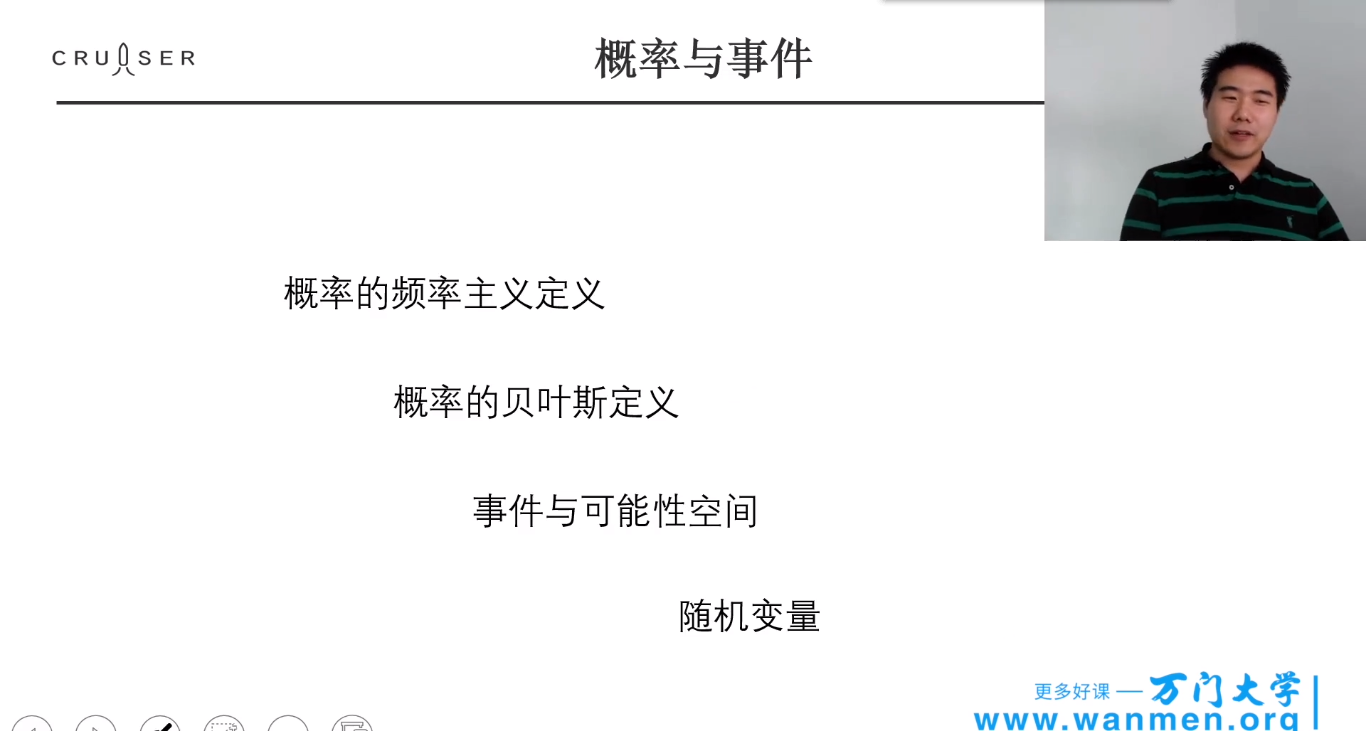 CRUISER
概率与事件
概率的频率主义定义
概率的贝叶斯定义
事件与可能性空间
随机变量
更多好课 — 万门大学
www.wanmen.org